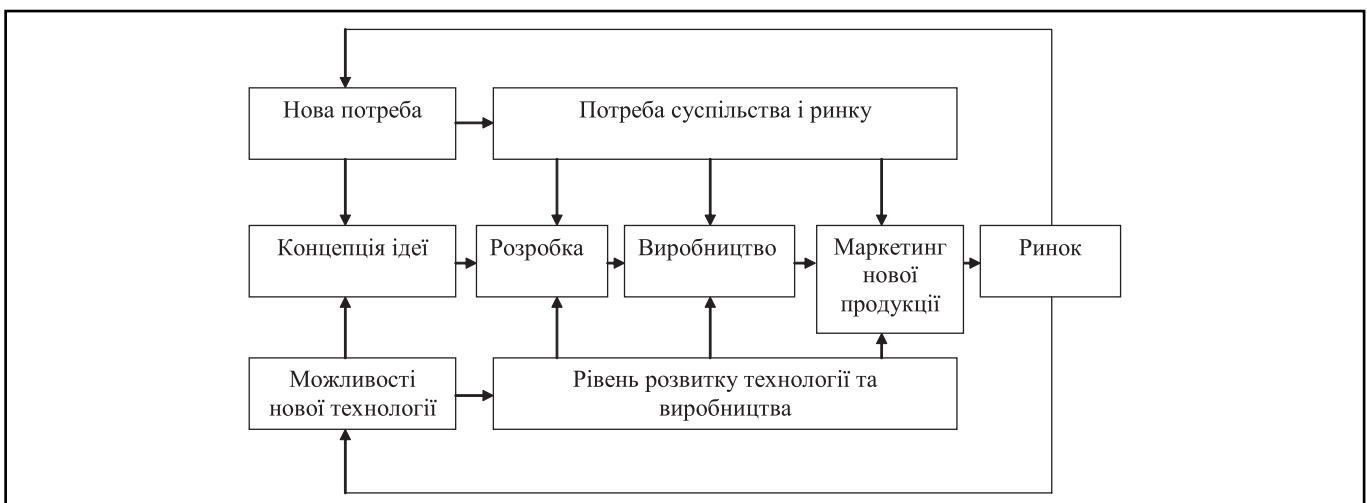 Нова потреба
Потреба суспільства і ринку
Концепція ідеї
Розробка
Виробництво
Маркетинг
нової
продукції
Ринок
Можливості
нової технології
Рівень розвитку технології та
виробництва